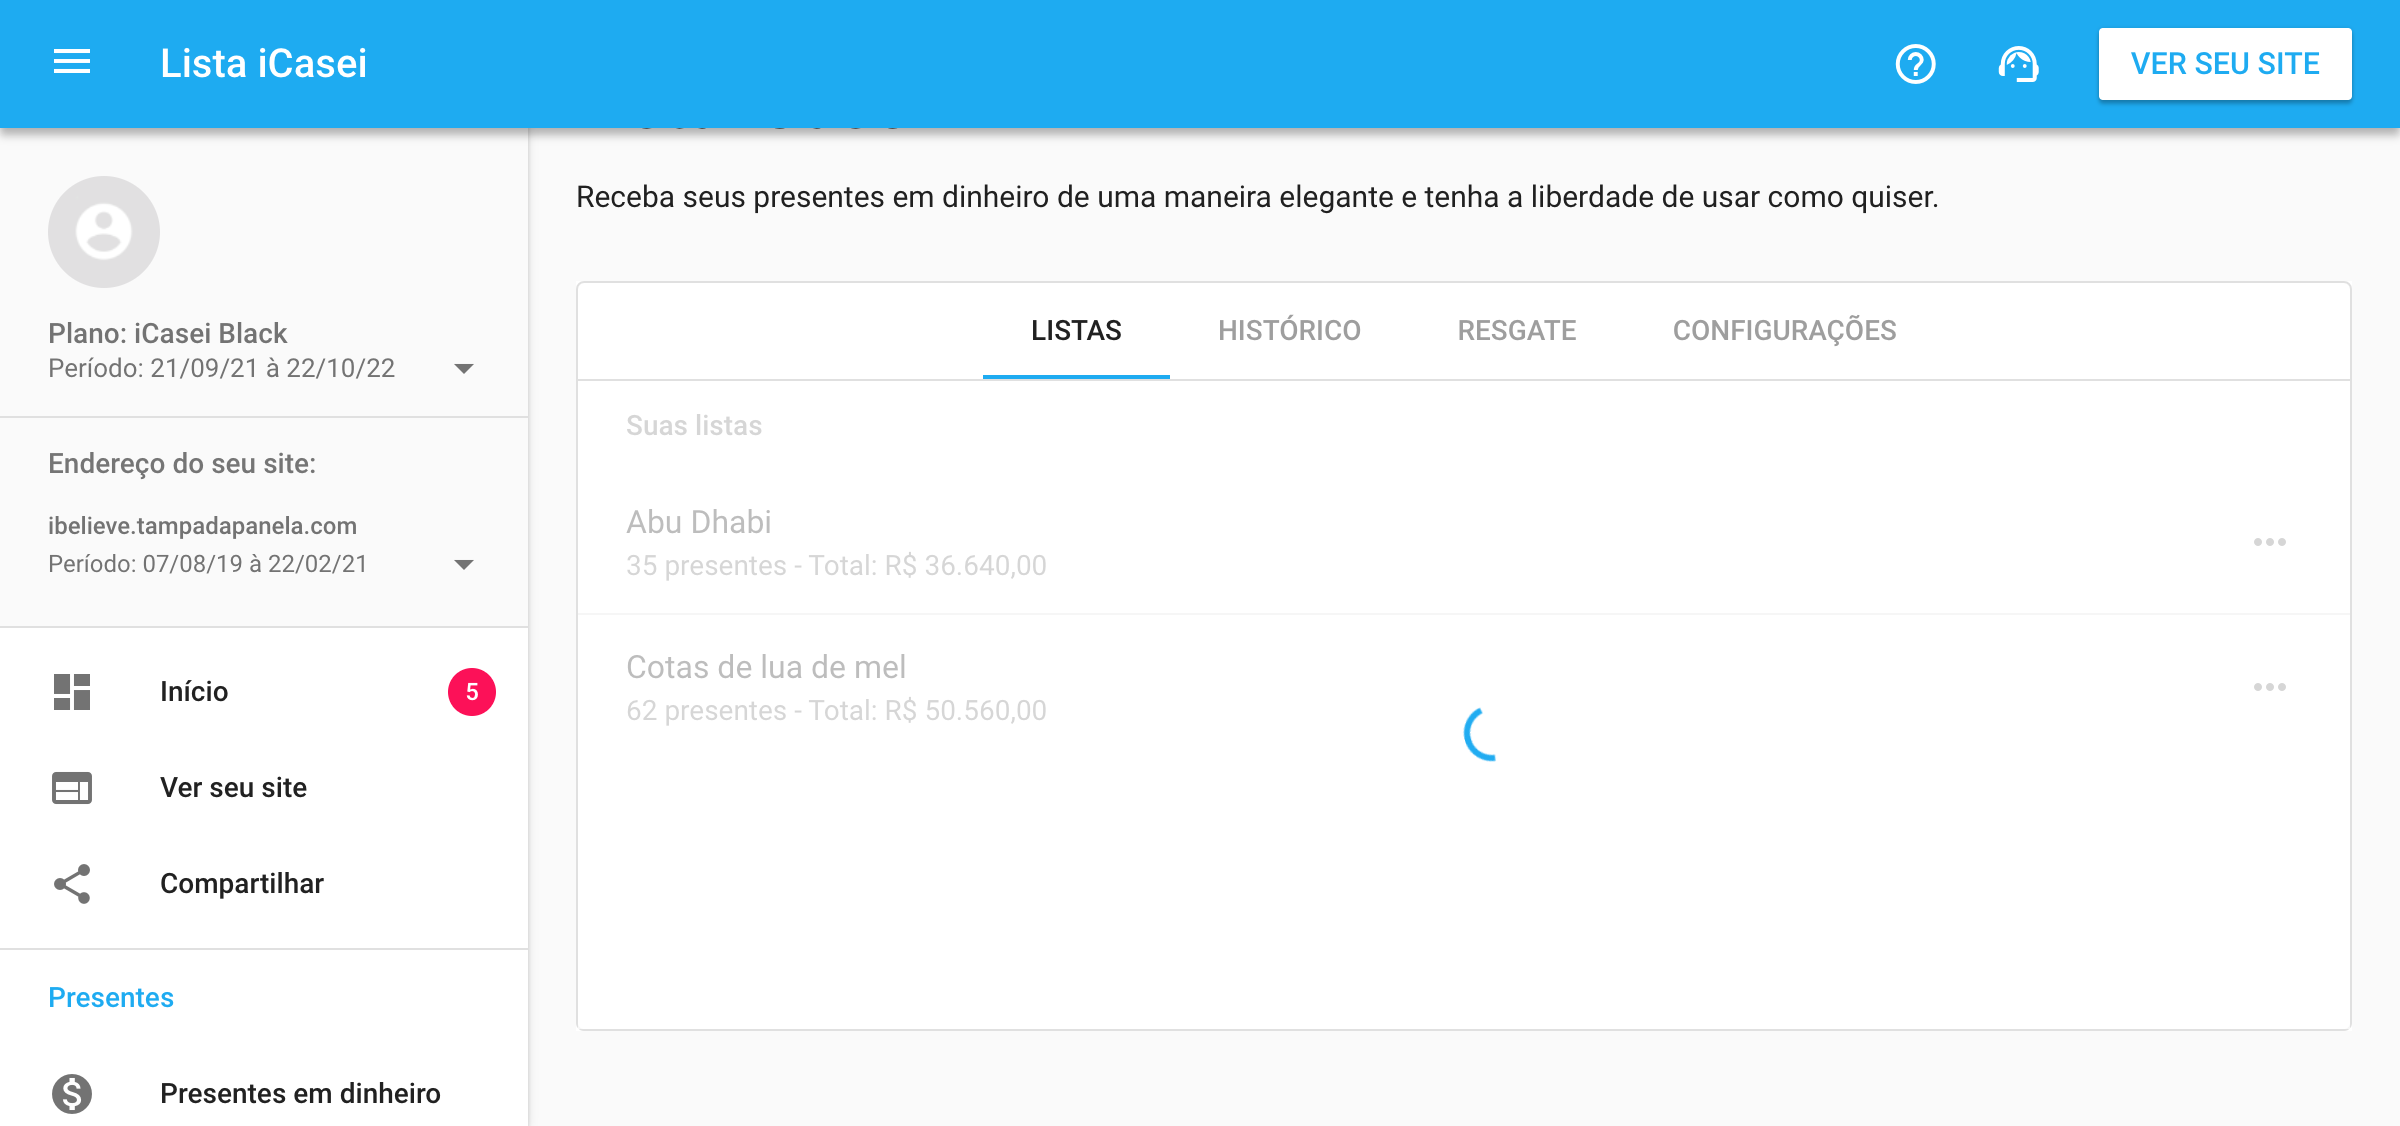 Lista iCasei
VER SEU SITE
Plano: iCasei Black
Período: 21/09/21 à 22/10/22
Endereço do seu site:
ibelieve.tampadapanela.com
Período: 07/08/19 à 22/02/21
Início
5
Ver seu site
Compartilhar
Presentes
Presentes em dinheiro
Receba seus presentes em dinheiro de uma maneira elegante e tenha a liberdade de usar como quiser.
LISTAS
HISTÓRICO
RESGATE
CONFIGURAÇÕES
Suas listas
Abu Dhabi
35 presentes - Total: R$ 36.640,00
Cotas de lua de mel
62 presentes - Total: R$ 50.560,00